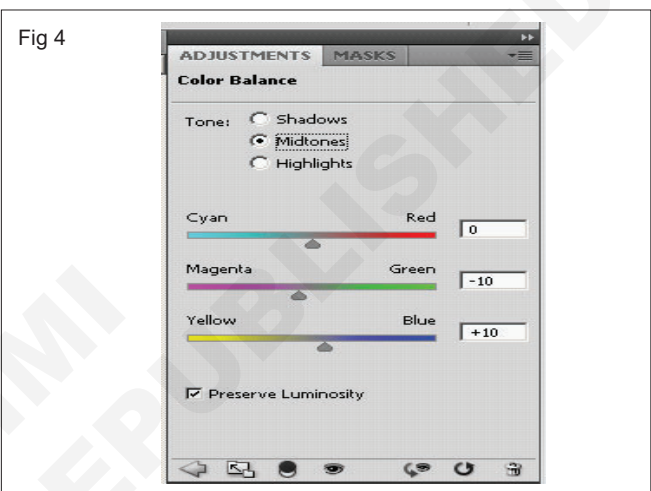 Fig 4
ADJUSTMENTS MASKS
Color Balance
Tone: Shadows
Midtones
Highlights
Cyan Red 0
Magenta Green -10
Yellow Blue +10
Preserve Luminosity